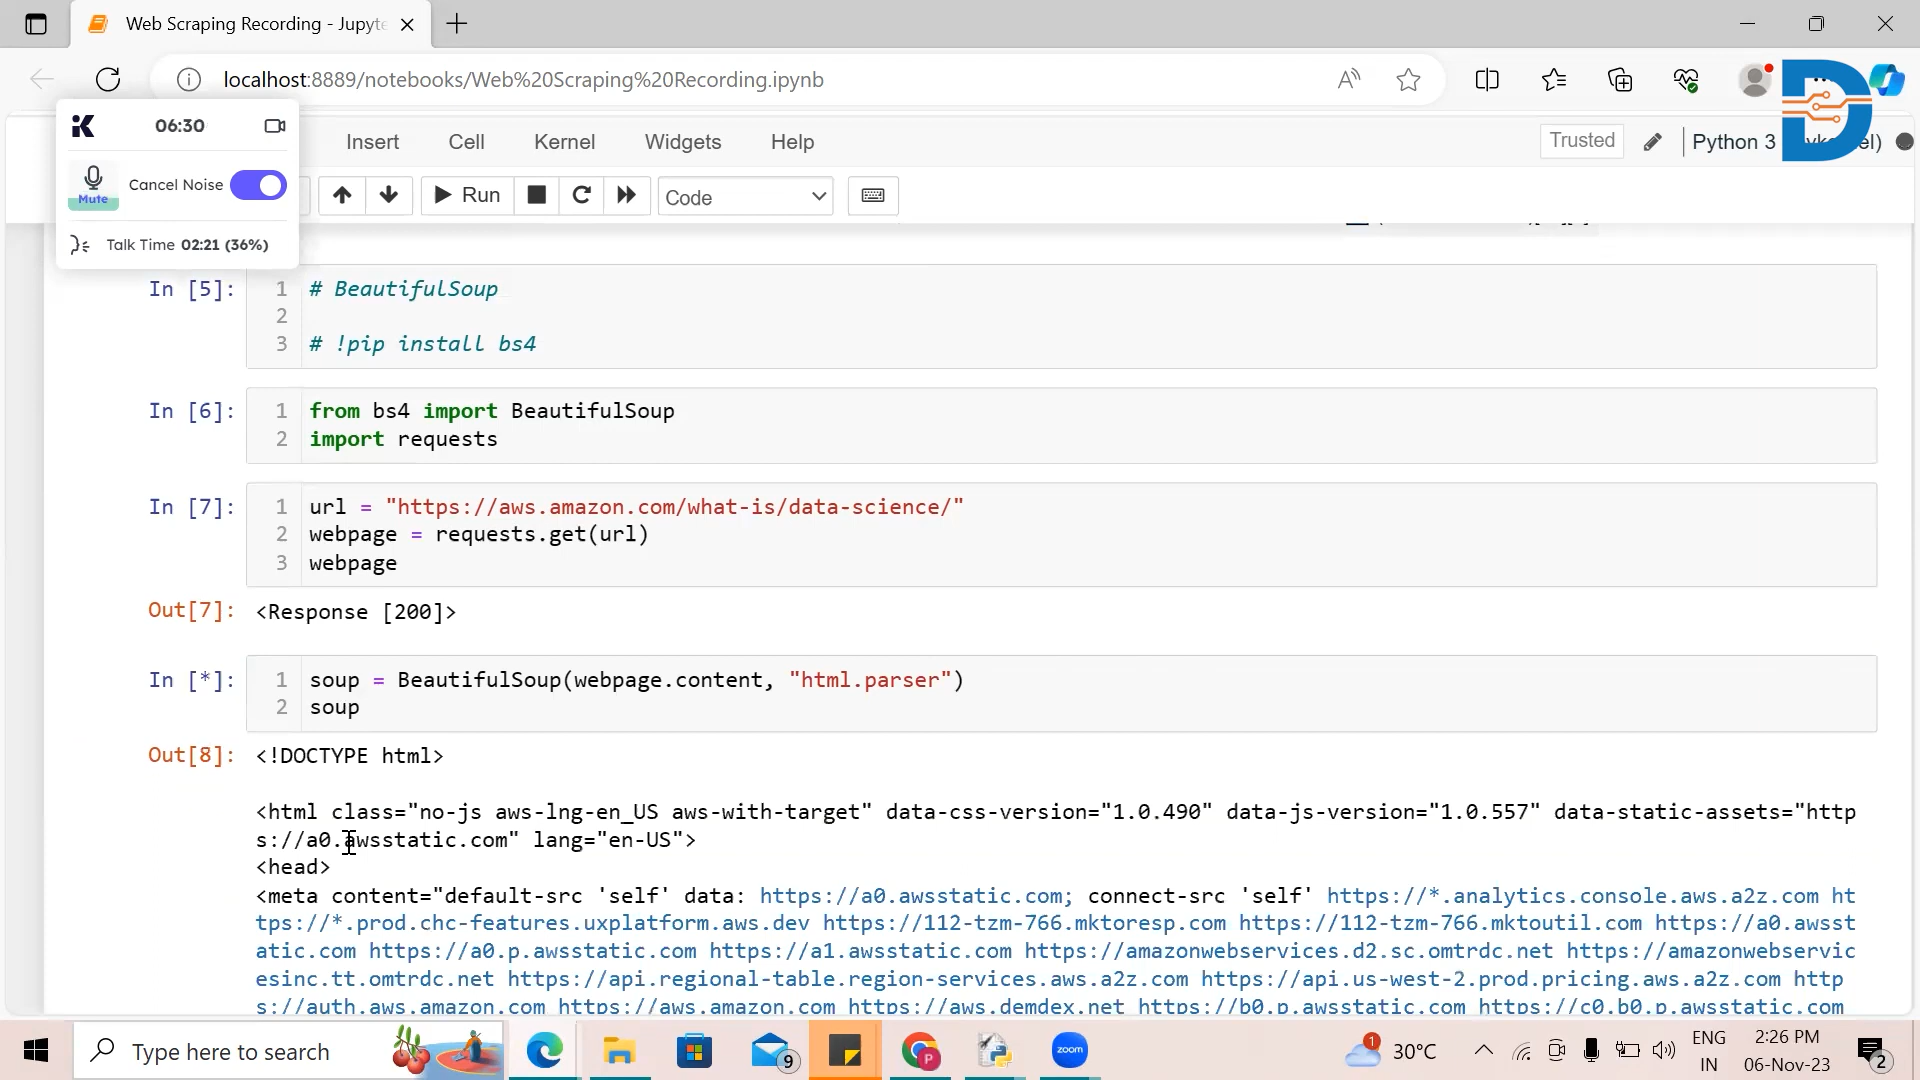 Web Scraping Recording - Jupyte
localhost:8889/notebooks/Web%20Scraping%20Recording.ipynb
06:30
Mute
Cancel Noise
Talk Time 02:21 (36%)
Insert Cell Kernel Widgets Help
Trusted
Python 3
Run
Code
In [5]:
1 # BeautifulSoup
2
3 # !pip install bs4
In [6]:
1 from bs4 import BeautifulSoup
2 import requests
In [7]:
1 url = "https://aws.amazon.com/what-is/data-science/"
2 webpage = requests.get(url)
3 webpage
Out[7]: <Response [200]>
In [*]:
1 soup = BeautifulSoup(webpage.content, "html.parser")
2 soup
Out[8]: <!DOCTYPE html>
<html class="no-js aws-lng-en_US aws-with-target" data-css-version="1.0.490" data-js-version="1.0.557" data-static-assets="http
s://a0.awsstatic.com" lang="en-US">
<head>
<meta content="default-src 'self' data: https://a0.awsstatic.com; connect-src 'self' https://*.analytics.console.aws.a2z.com ht
tps://*.prod.chc-features.uxplatform.aws.dev https://112-tzm-766.mktoresp.com https://112-tzm-766.mktoutil.com https://a0.awsst
atic.com https://a0.p.awsstatic.com https://a1.awsstatic.com https://amazonwebservices.d2.sc.omtrdc.net https://amazonwebservic
esinc.tt.omtrdc.net https://api.regional-table.region-services.aws.a2z.com https://api.us-west-2.prod.pricing.aws.a2z.com http
s://auth.aws.amazon.com https://aws.amazon.com https://aws.demdex.net https://b0.p.awsstatic.com https://c0.b0.p.awsstatic.com
Type here to search
9
P
zoom
1
30°C
ENG
IN
2:26 PM
06-Nov-23
2